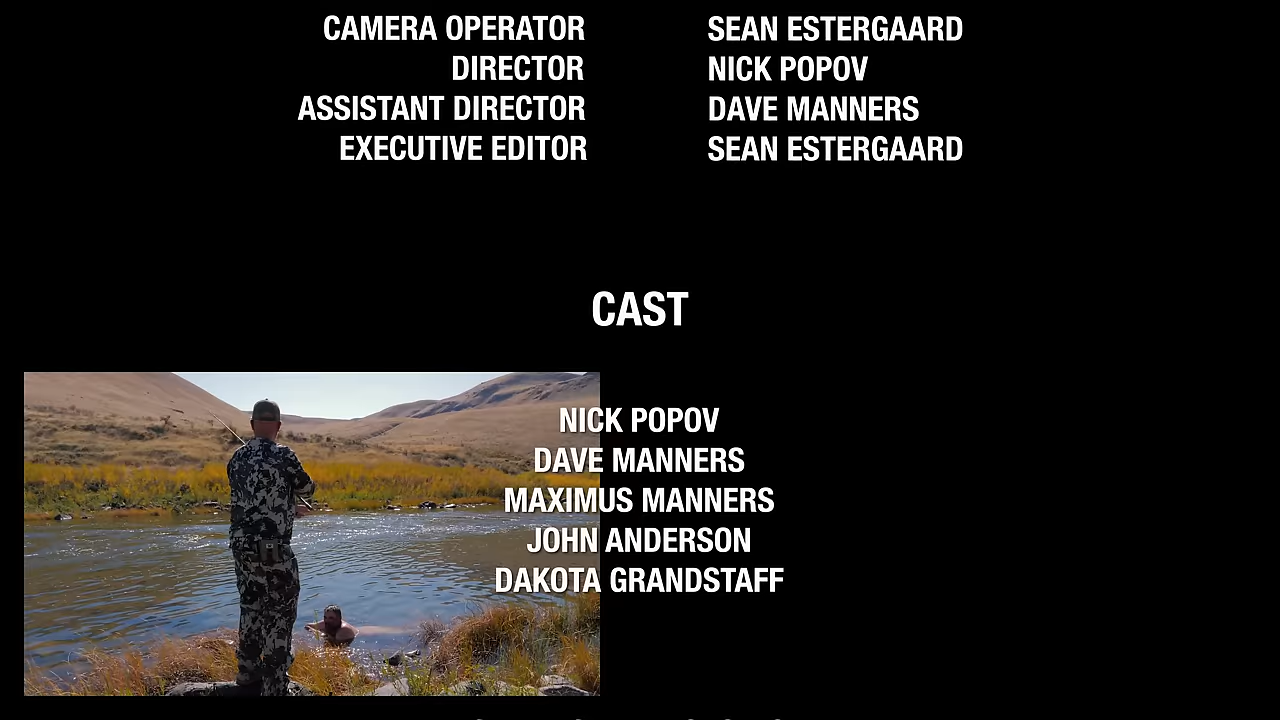 CAMERA OPERATOR SEAN ESTERGAARD
DIRECTOR NICK POPOV
ASSISTANT DIRECTOR DAVE MANNERS
EXECUTIVE EDITOR SEAN ESTERGAARD
CAST
NICK POPOV
DAVE MANNERS
MAXIMUS MANNERS
JOHN ANDERSON
DAKOTA GRANDSTAFF